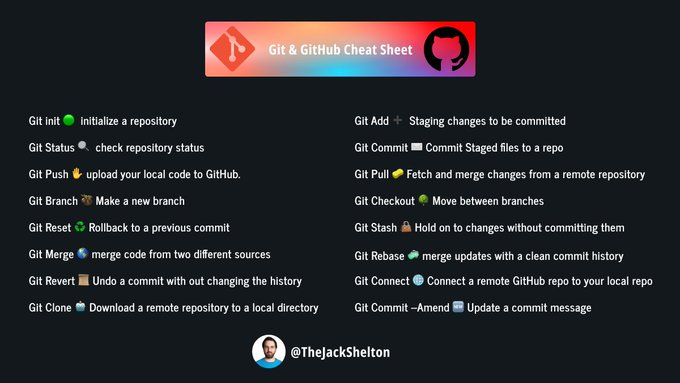 Git & GitHub Cheat Sheet
Git init 🟢 initialize a repository
Git Status 🔍 check repository status
Git Push ✋ upload your local code to GitHub.
Git Branch Make a new branch
Git Reset ♻️ Rollback to a previous commit
Git Merge 🌎 merge code from two different sources
Git Revert 📜 Undo a commit with out changing the history
Git Clone 🤖 Download a remote repository to a local directory
Git Add ➕ Staging changes to be committed
Git Commit ✉️ Commit Staged files to a repo
Git Pull Fetch and merge changes from a remote repository
Git Checkout 🌳 Move between branches
Git Stash 👜 Hold on to changes without committing them
Git Rebase 🧼 merge updates with a clean commit history
Git Connect 🌐 Connect a remote GitHub repo to your local repo
Git Commit –Amend 🆕 Update a commit message
@TheJackShelton